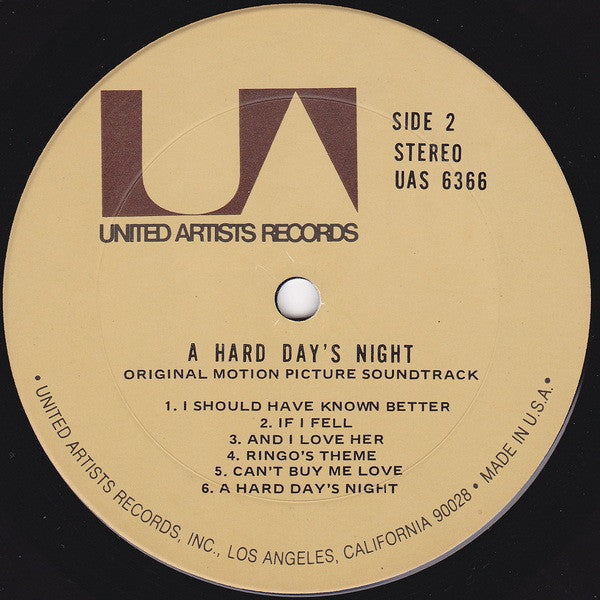 UA
UNITED ARTISTS RECORDS
SIDE 2
STEREO
UAS 6366
A HARD DAY'S NIGHT
ORIGINAL MOTION PICTURE SOUNDTRACK
1. I SHOULD HAVE KNOWN BETTER
2. IF I FELL
3. AND I LOVE HER
4. RINGO'S THEME
5. CAN'T BUY ME LOVE
6. A HARD DAY'S NIGHT
• UNITED ARTISTS RECORDS, INC., LOS ANGELES, CALIFORNIA 90028 • MADE IN U.S.A. •